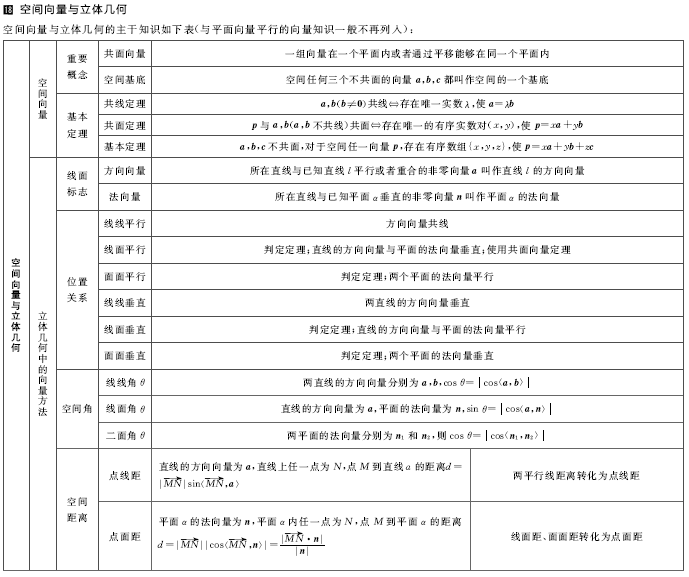 18 空间向量与立体几何
空间向量与立体几何的主干知识如下表(与平面向量平行的向量知识一般不再列入):
空间向量与立体几何
空间向量
重要概念
共面向量
一组向量在一个平面内或者通过平移能够在同一个平面内
空间基底
空间任何三个不共面的向量 a,b,c 都叫作空间的一个基底
基本定理
共线定理
a,b(b≠0)共线⇔存在唯一实数 λ,使 a=λb
共面定理
p 与 a,b(a,b 不共线)共面⇔存在唯一的有序实数对(x,y),使 p=xa+yb
基本定理
a,b,c 不共面,对于空间任一向量 p,存在有序数组{x,y,z},使 p=xa+yb+zc
立体几何中的向量方法
线面标志
方向向量
所在直线与已知直线 l 平行或者重合的非零向量 a 叫作直线 l 的方向向量
法向量
所在直线与已知平面 α 垂直的非零向量 n 叫作平面 α 的法向量
位置关系
线线平行
方向向量共线
线面平行
判定定理;直线的方向向量与平面的法向量垂直;使用共面向量定理
面面平行
判定定理;两个平面的法向量平行
线线垂直
两直线的方向向量垂直
线面垂直
判定定理;直线的方向向量与平面的法向量平行
面面垂直
判定定理;两个平面的法向量垂直
空间角
线线角 θ
两直线的方向向量分别为 a,b,cos θ=|cos⟨a,b⟩|
线面角 θ
直线的方向向量为 a,平面的法向量为 n,sin θ=|cos⟨a,n⟩|
二面角 θ
两平面的法向量分别为 n₁ 和 n₂,则 cos θ=|cos⟨n₁,n₂⟩|
空间距离
点线距
直线的方向向量为 a,直线上任一点为 N,点 M 到直线 a 的距离d=
|MN→|sin⟨MN→,a⟩
两平行线距离转化为点线距
点面距
平面 α 的法向量为 n,平面 α 内任一点为 N,点 M 到平面 α 的距离
d=|MN→||cos⟨MN→,n⟩|=|MN→·n|/|n|
线面距、面面距转化为点面距